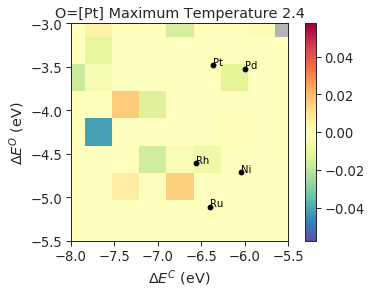 O=[Pt] Maximum Temperature 2.4
−3.0
−3.5
−4.0
−4.5
−5.0
−5.5
ΔE^O (eV)
Pt
Pd
Rh
Ni
Ru
−8.0 −7.5 −7.0 −6.5 −6.0 −5.5
ΔE^C (eV)
0.04
0.02
0.00
−0.02
−0.04